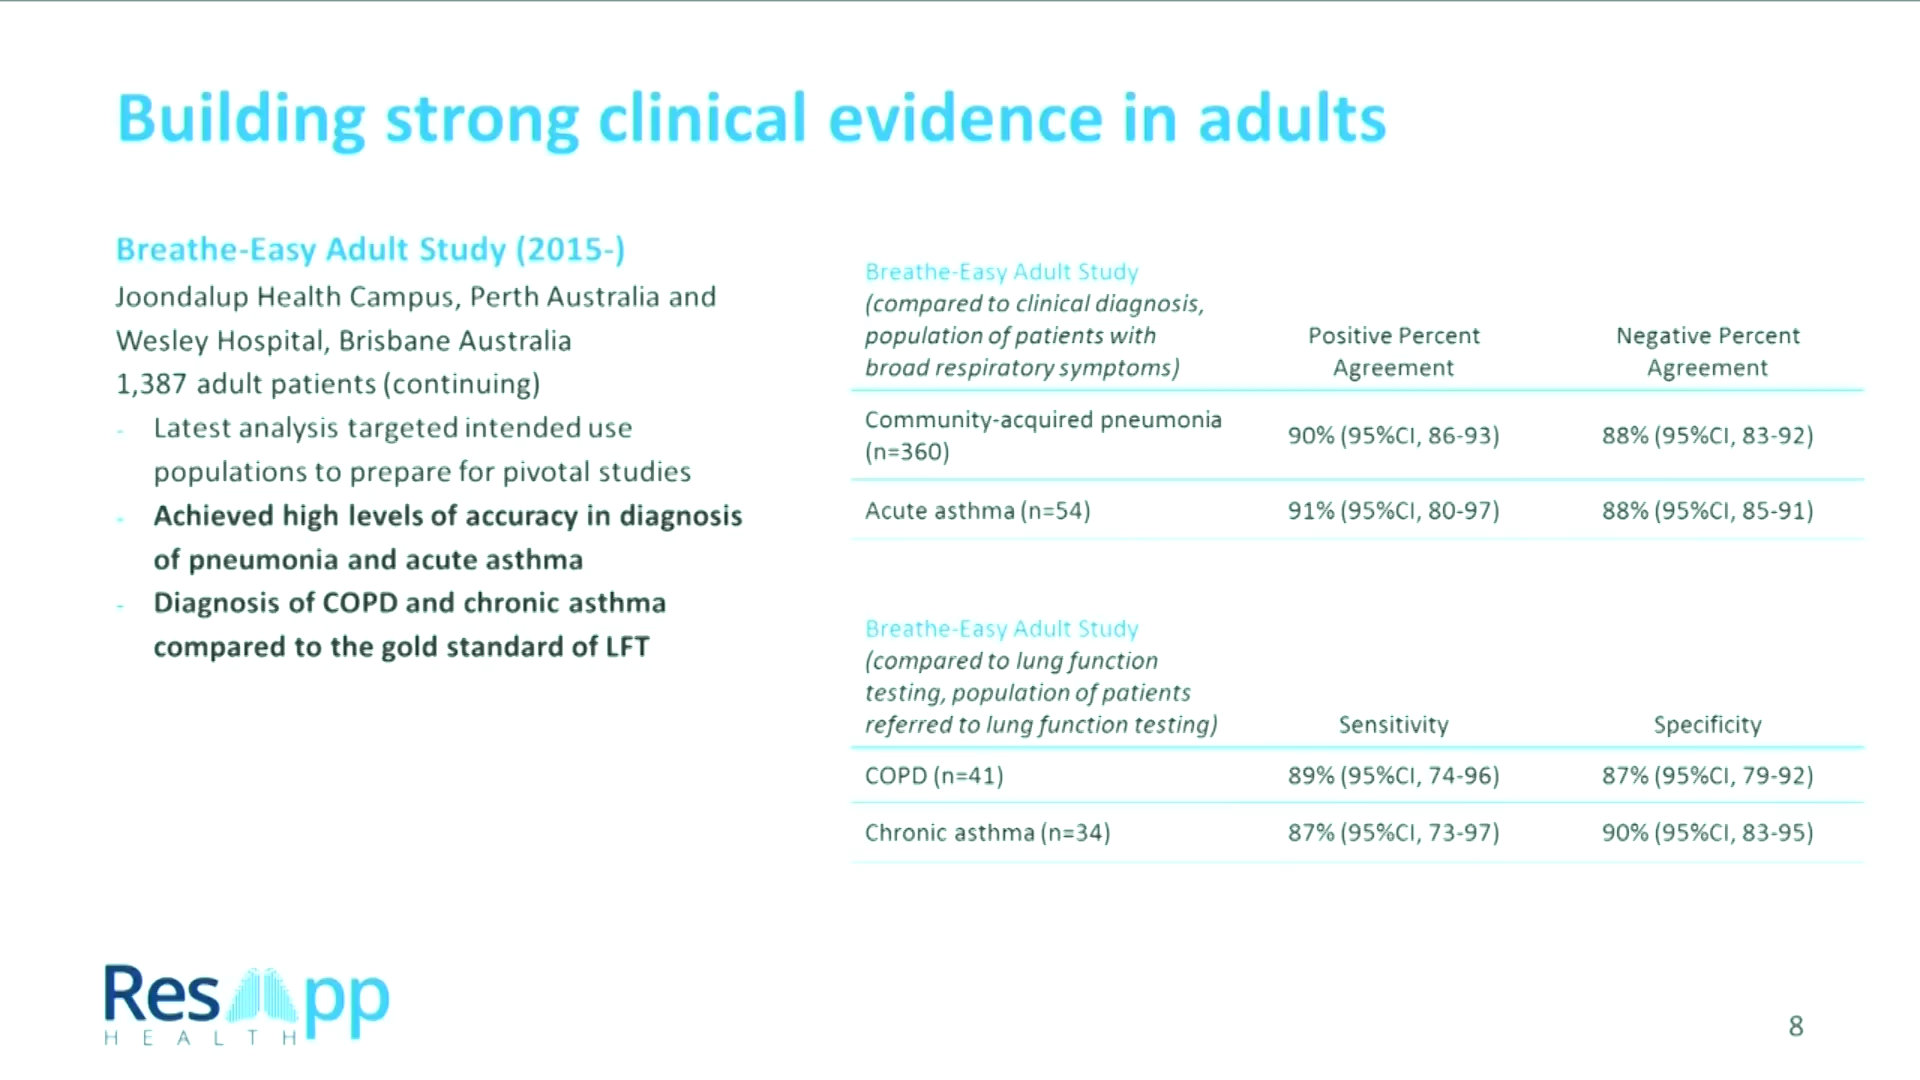 Building strong clinical evidence in adults
Breathe-Easy Adult Study (2015-)
Joondalup Health Campus, Perth Australia and
Wesley Hospital, Brisbane Australia
1,387 adult patients (continuing)
- Latest analysis targeted intended use
populations to prepare for pivotal studies
- Achieved high levels of accuracy in diagnosis
of pneumonia and acute asthma
- Diagnosis of COPD and chronic asthma
compared to the gold standard of LFT
Breathe-Easy Adult Study
(compared to clinical diagnosis,
population of patients with
broad respiratory symptoms)
Positive Percent
Agreement
Negative Percent
Agreement
Community-acquired pneumonia
(n=360)
90% (95%CI, 86-93)
88% (95%CI, 83-92)
Acute asthma (n=54)
91% (95%CI, 80-97)
88% (95%CI, 85-91)
Breathe-Easy Adult Study
(compared to lung function
testing, population of patients
referred to lung function testing)
Sensitivity
Specificity
COPD (n=41)
89% (95%CI, 74-96)
87% (95%CI, 79-92)
Chronic asthma (n=34)
87% (95%CI, 73-97)
90% (95%CI, 83-95)
ResApp
HEALTH
8